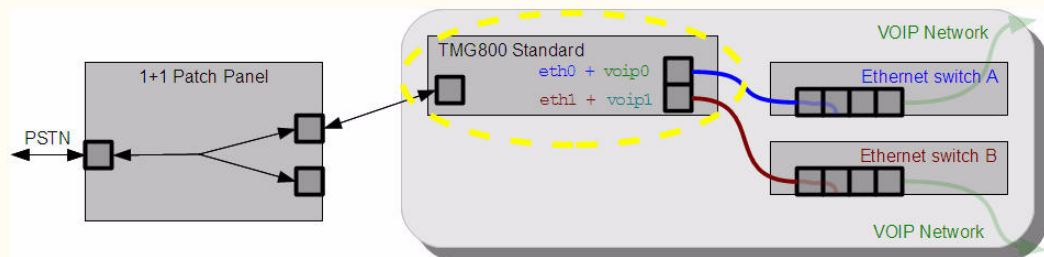 VOIP Network
TMG800 Standard
1+1 Patch Panel
eth0 + voip0
Ethernet switch A
eth1 + voip1
PSTN
Ethernet switch B
VOIP Network